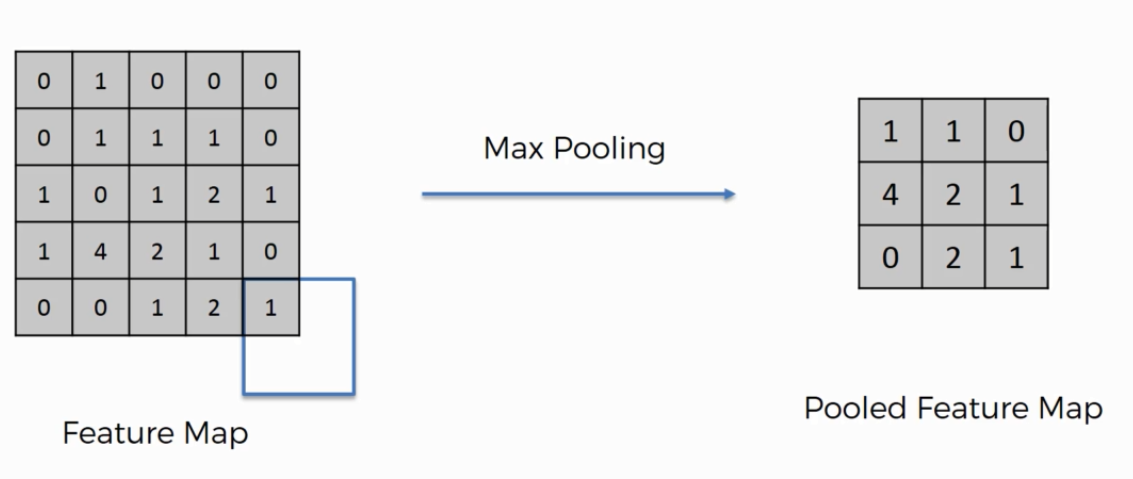 0 1 0 0 0
0 1 1 1 0
1 0 1 2 1
1 4 2 1 0
0 0 1 2 1
Feature Map
Max Pooling
1 1 0
4 2 1
0 2 1
Pooled Feature Map